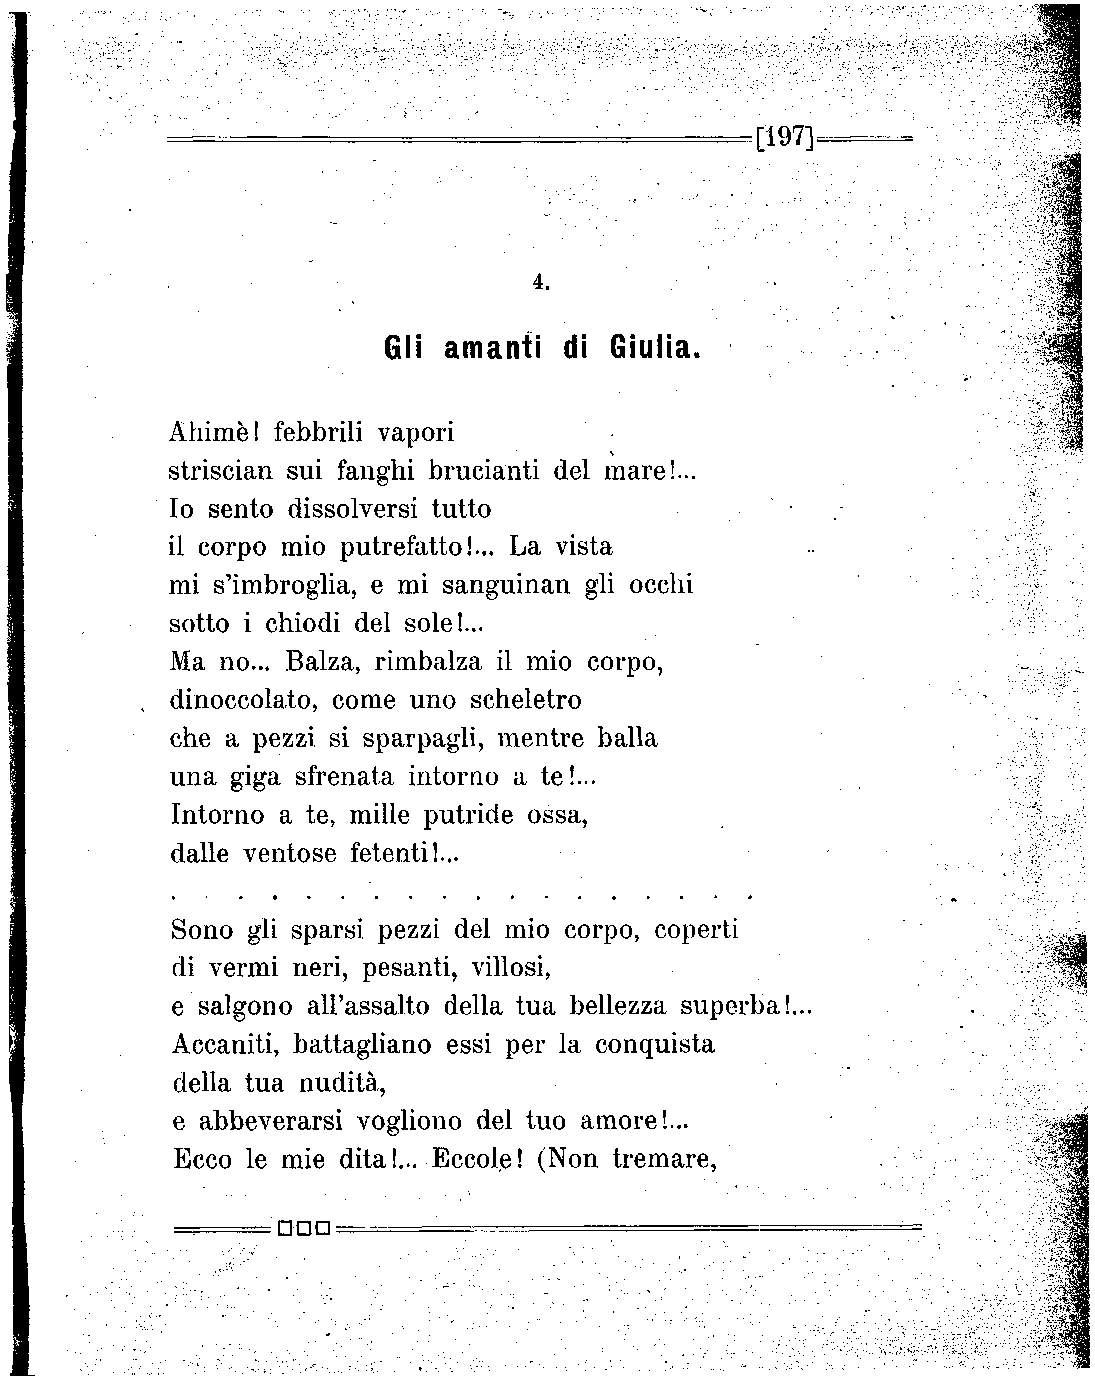 [197]
4.
Gli amanti di Giulia.
Ahimè! febbrili vapori
striscian sui fanghi brucianti del mare!...
Io sento dissolversi tutto
il corpo mio putrefatto!... La vista
mi s'imbroglia, e mi sanguinan gli occhi
sotto i chiodi del sole!...
Ma no... Balza, rimbalza il mio corpo,
dinoccolato, come uno scheletro
che a pezzi si sparpagli, mentre balla
una giga sfrenata intorno a te!...
Intorno a te, mille putride ossa,
dalle ventose fetenti!...
. . . . . . . . . . . . . . . . . .
Sono gli sparsi pezzi del mio corpo, coperti
di vermi neri, pesanti, villosi,
e salgono all'assalto della tua bellezza superba!...
Accaniti, battagliano essi per la conquista
della tua nudità,
e abbeverarsi vogliono del tuo amore!...
Ecco le mie dita!... Eccole! (Non tremare,